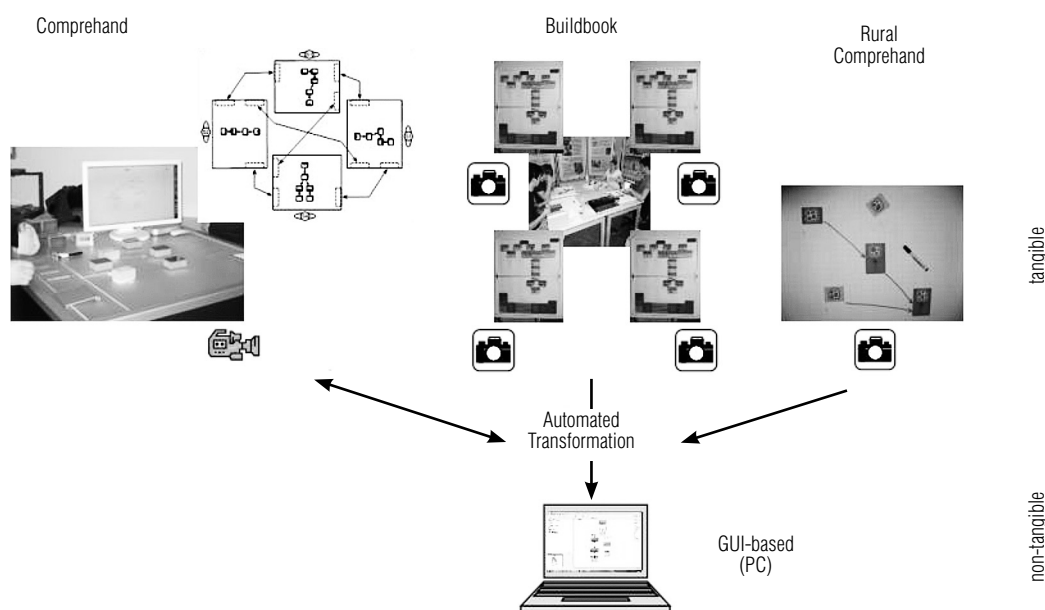 Comprehand
Buildbook
Rural
Comprehand
tangible
Automated
Transformation
GUI-based
(PC)
non-tangible